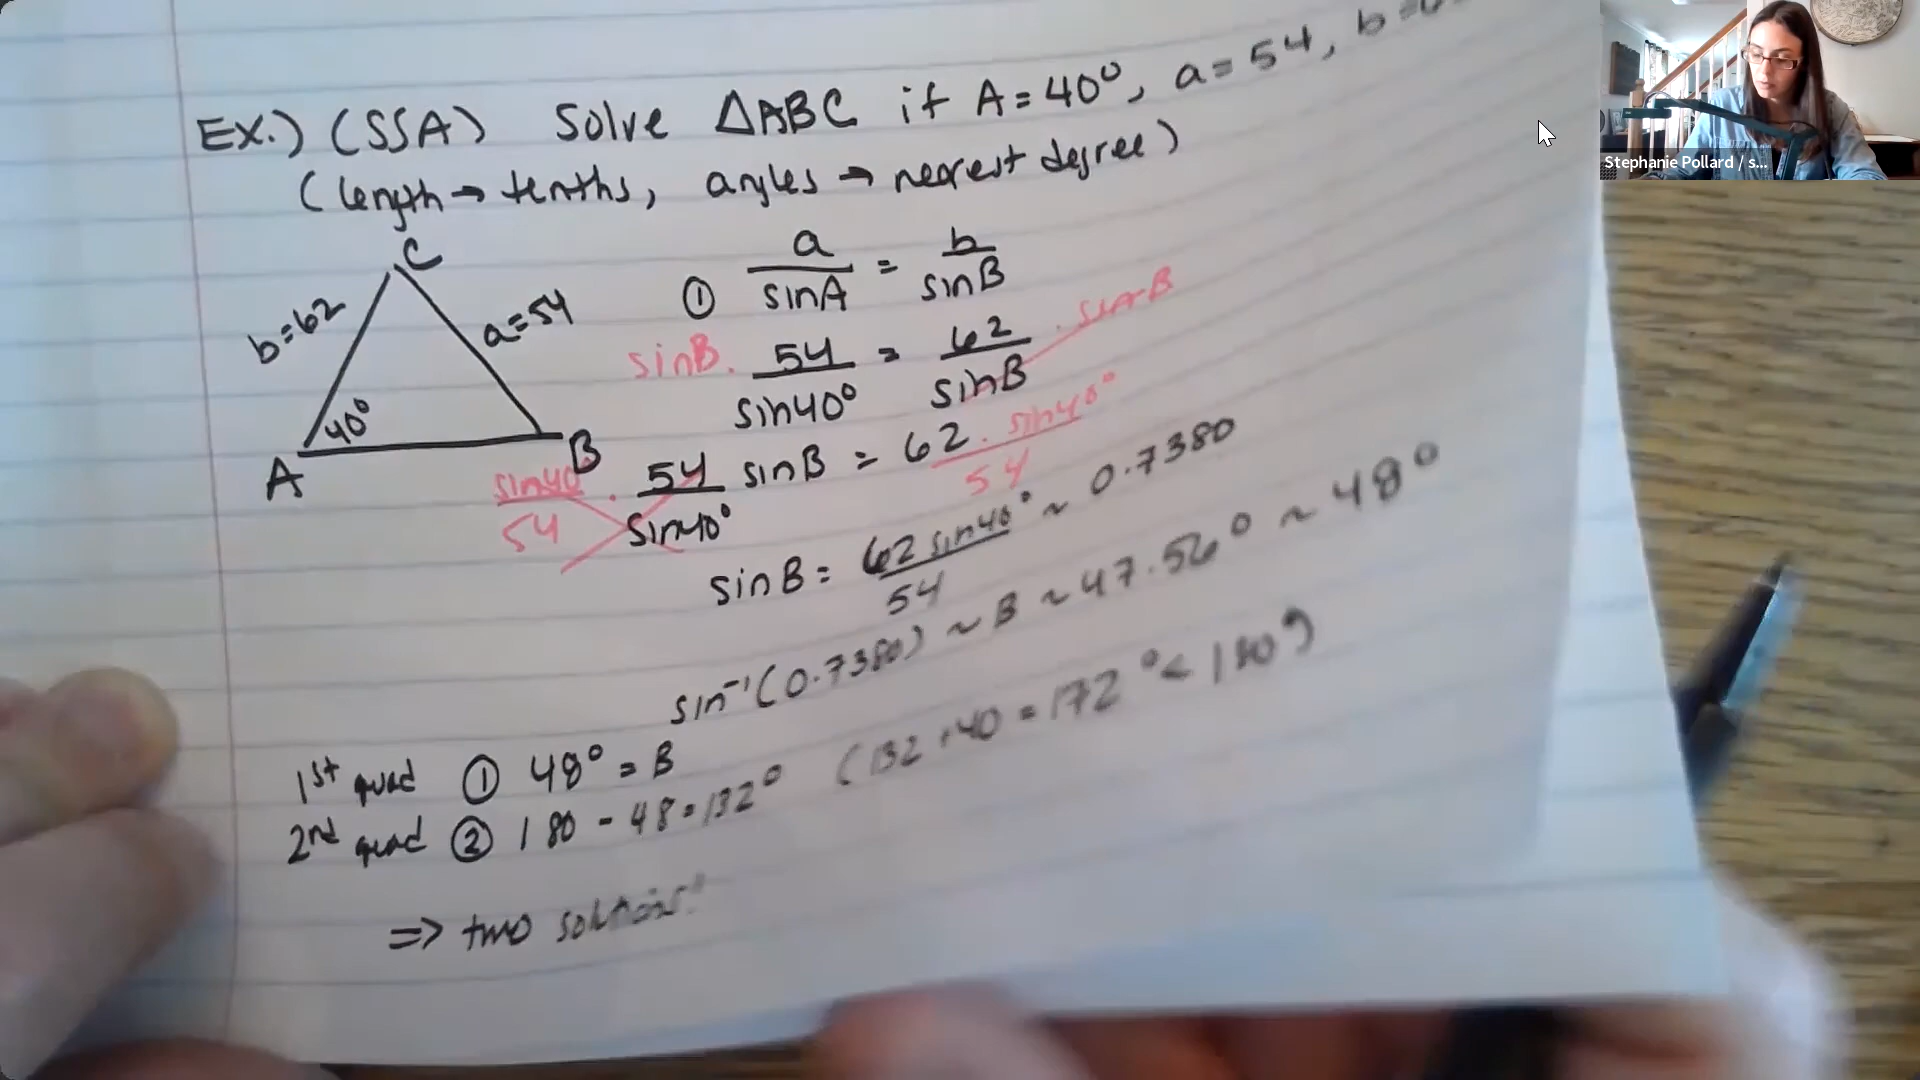 EX.) (SSA) Solve △ABC if A=40°, a=54, b=
(length → tenths, angles → nearest degree)
C
b=62
a=54
40°
A
B
① a/sinA = b/sinB
sinB · 54/sin40° = 62/sinB · sinB
sin40°/54 · 54/sin40° sinB = 62 · sin40°/54
sinB = 62 sin40°/54 ~ 0.7380
sin⁻¹(0.7380) ~ B ~ 47.56° ~ 48°
1st quad ① 48° = B
2nd quad ② 180 - 48 = 132° (132 + 40 = 172° < 180)
⇒ two solutions!
Stephanie Pollard / s...